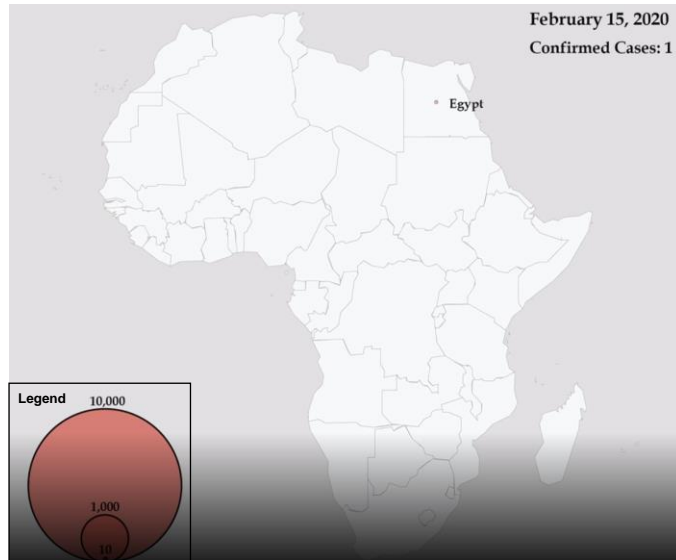 February 15, 2020
Confirmed Cases: 1
Egypt
Legend
10,000
1,000
10